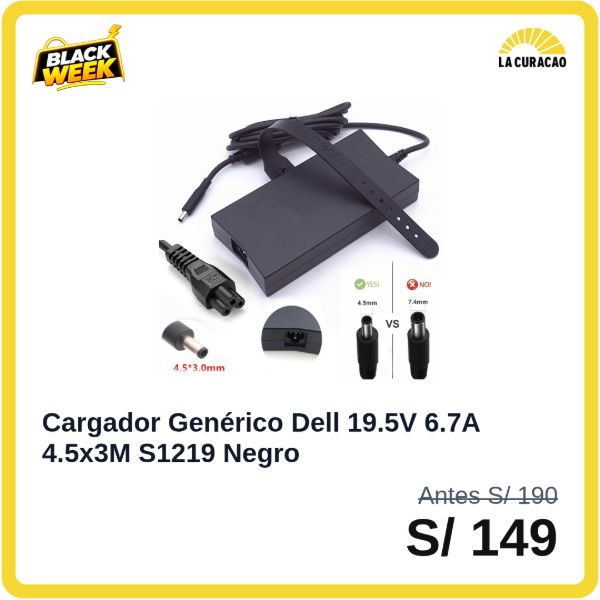 BLACK
WEEK
LA CURACAO
YES!
NO!
4.5mm
7.4mm
VS
4.5*3.0mm
Cargador Genérico Dell 19.5V 6.7A
4.5x3M S1219 Negro
Antes S/ 190
S/ 149